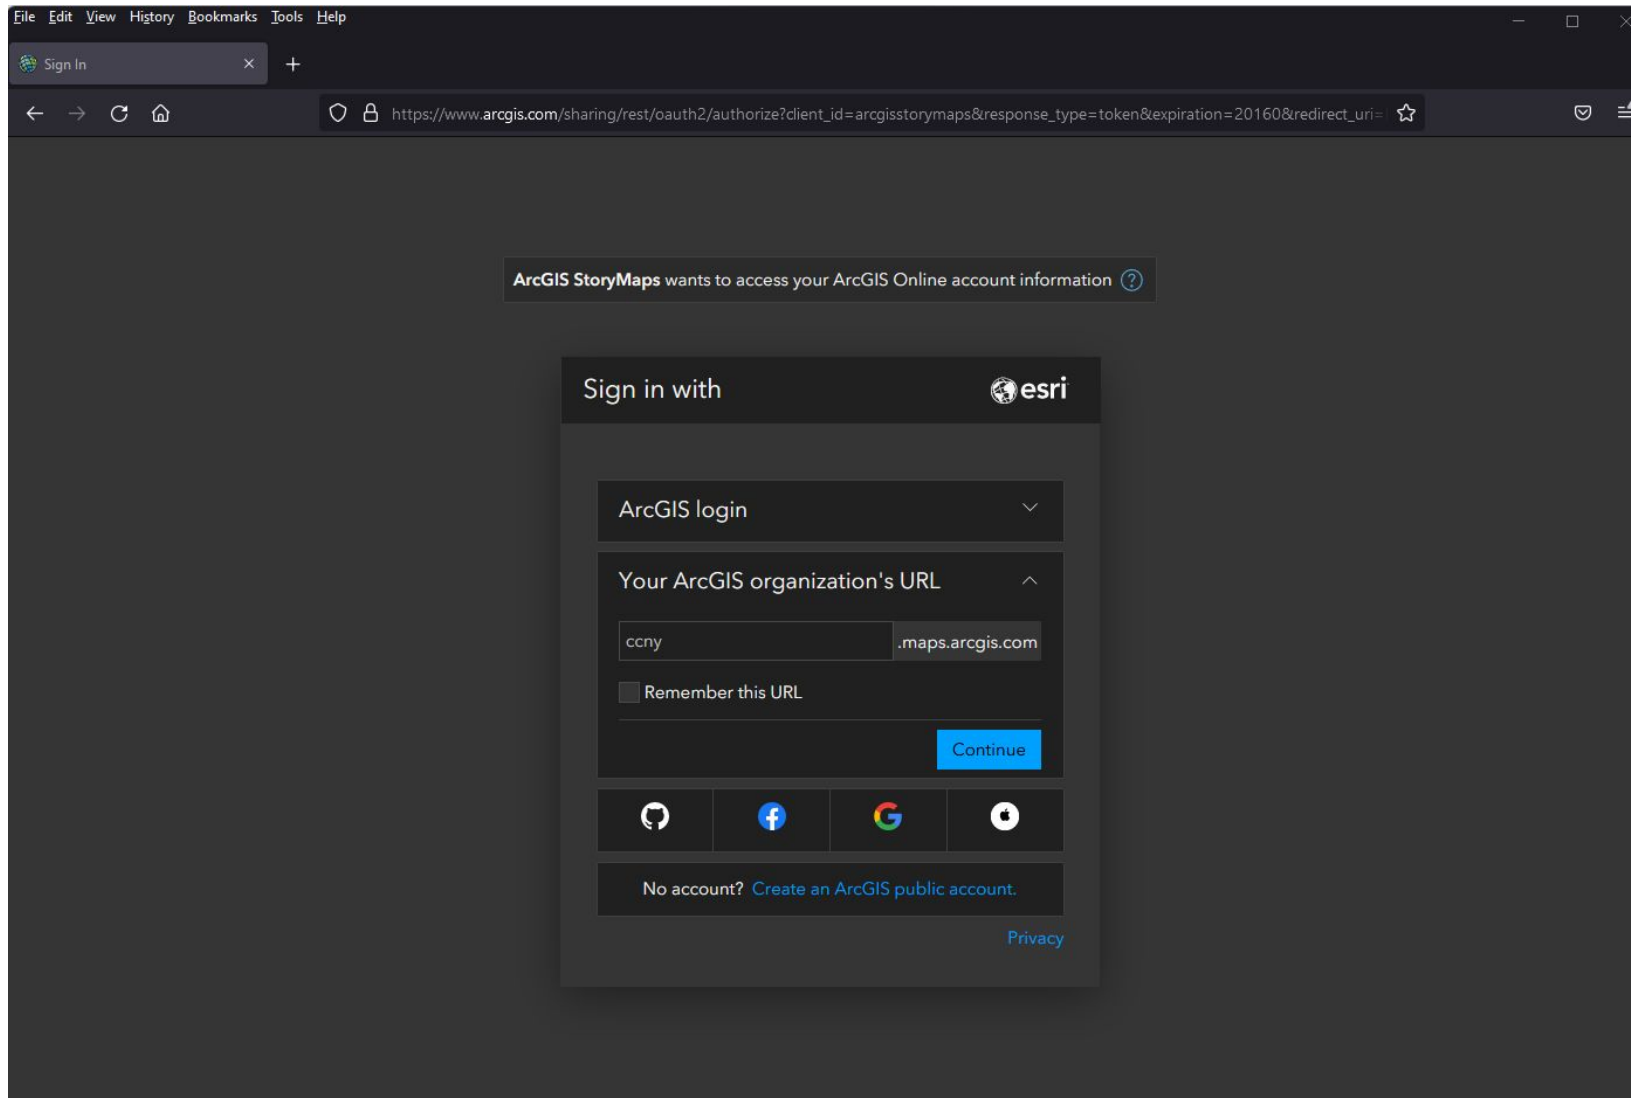 File Edit View History Bookmarks Tools Help
Sign In
https://www.arcgis.com/sharing/rest/oauth2/authorize?client_id=arcgisstorymaps&response_type=token&expiration=20160&redirect_uri=
ArcGIS StoryMaps wants to access your ArcGIS Online account information ?
Sign in with
esri
ArcGIS login
Your ArcGIS organization's URL
ccny .maps.arcgis.com
Remember this URL
Continue
No account? Create an ArcGIS public account.
Privacy